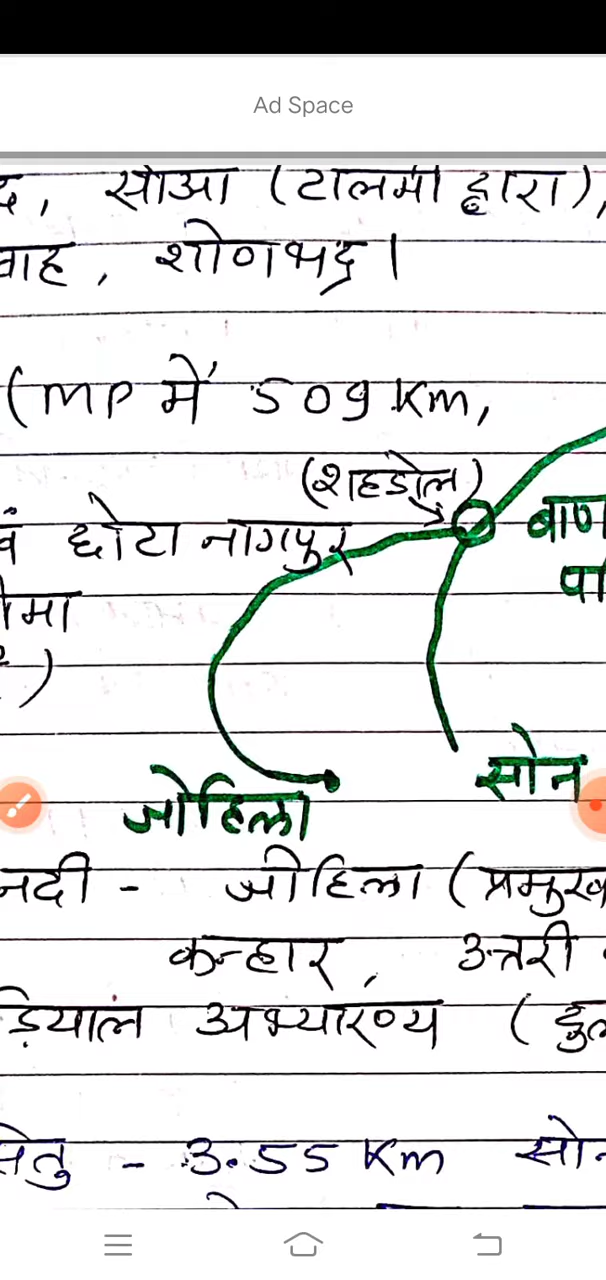 Ad Space
द, सोआ (टालमी द्वारा),
वाह, शोणभद्र।
(MP में 509 Km,
(शहडोल)
वं छोटा नागपुर
बाण
पा
ीमा
)
सोन
जोहिला
नदी - जोहिला (प्रमुख
कन्हार, उत्तरी
ड़ियाल अभ्यारण्य (
सेतु - 3.55 Km सोन